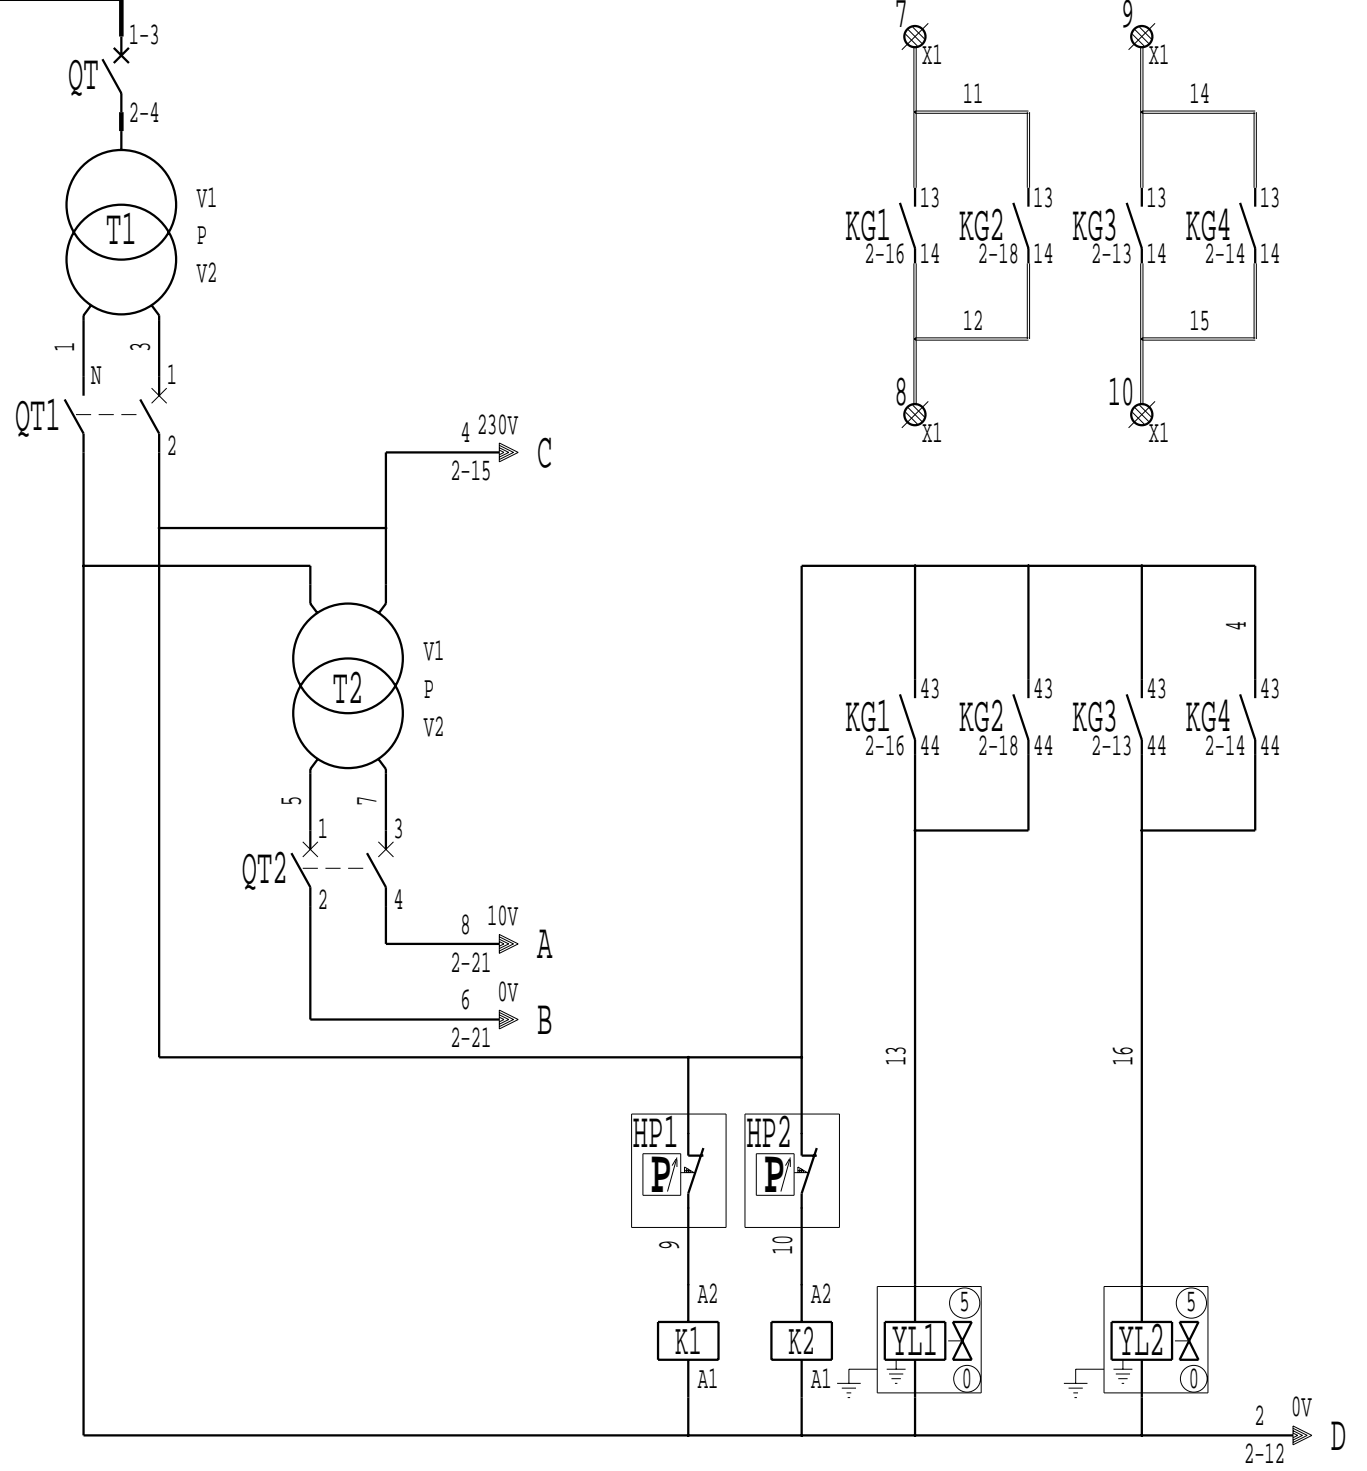 1-3
QT
2-4
V1
T1
P
V2
1
3
N
1
QT1
2
4 230V
C
2-15
V1
T2
P
V2
5
7
1
3
QT2
2
4
8 10V
A
2-21
6 0V
B
2-21
7
X1
9
X1
11
14
13
13
13
13
KG1
KG2
KG3
KG4
2-16 14
2-18 14
2-13 14
2-14 14
12
15
8
X1
10
X1
4
43
43
43
43
KG1
KG2
KG3
KG4
2-16 44
2-18 44
2-13 44
2-14 44
13
16
HP1
HP2
P
P
9
10
A2
A2
5
5
K1
K2
YL1
YL2
A1
A1
0
0
2 0V
D
2-12